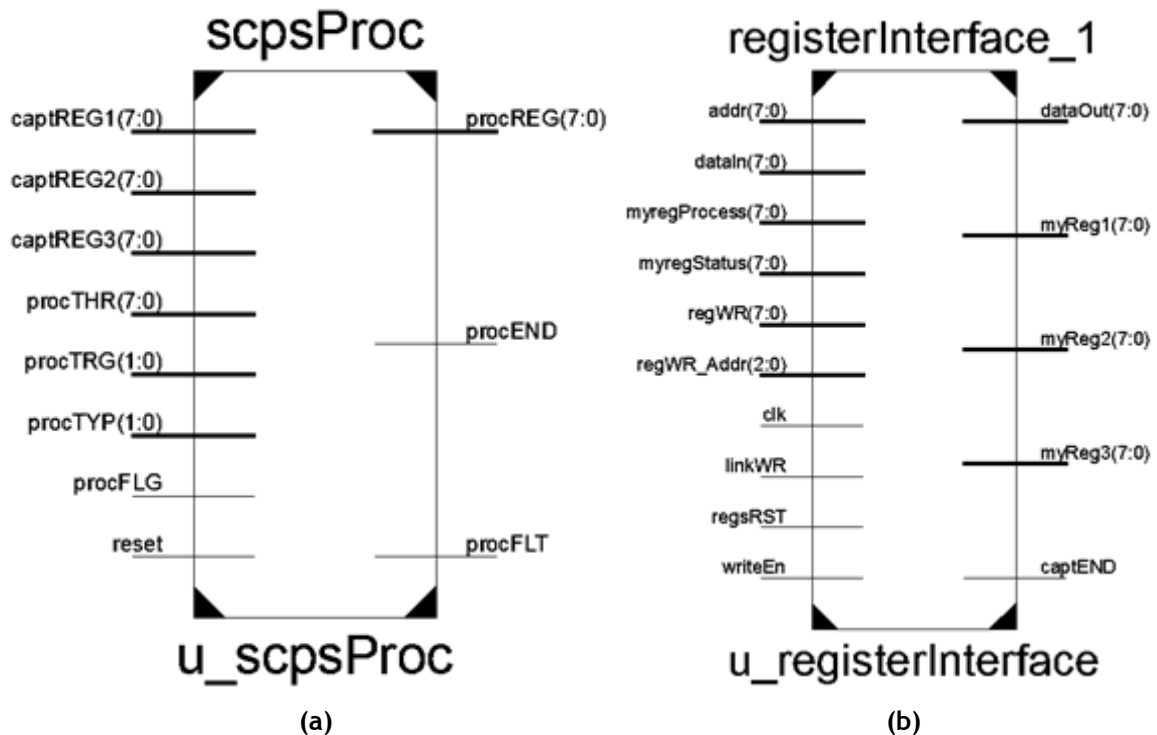 scpsProc
captREG1(7:0)
captREG2(7:0)
captREG3(7:0)
procTHR(7:0)
procTRG(1:0)
procTYP(1:0)
procFLG
reset
procREG(7:0)
procEND
procFLT
u_scpsProc
(a)
registerInterface_1
addr(7:0)
dataIn(7:0)
myregProcess(7:0)
myregStatus(7:0)
regWR(7:0)
regWR_Addr(2:0)
clk
linkWR
regsRST
writeEn
dataOut(7:0)
myReg1(7:0)
myReg2(7:0)
myReg3(7:0)
captEND
u_registerInterface
(b)